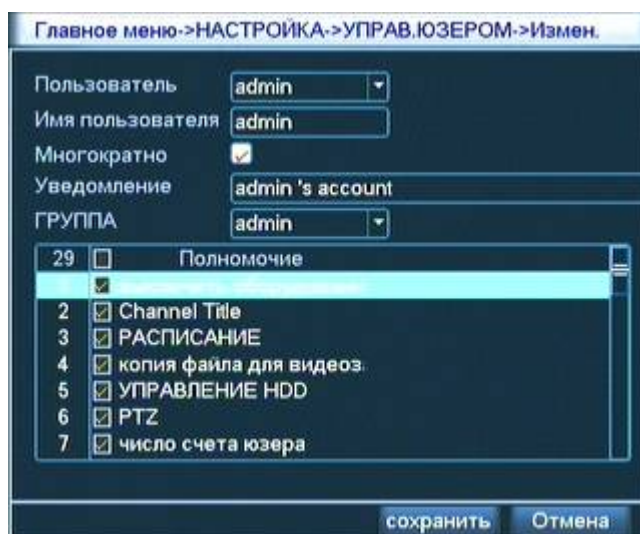 Главное меню->НАСТРОЙКА->УПРАВ.ЮЗЕРОМ->Измен.
Пользователь admin
Имя пользователя admin
Многократно
Уведомление admin 's account
ГРУППА admin
29 Полномочие
2 Channel Title
3 РАСПИСАНИЕ
4 копия файла для видеоз
5 УПРАВЛЕНИЕ HDD
6 PTZ
7 число счета юзера
сохранить Отмена